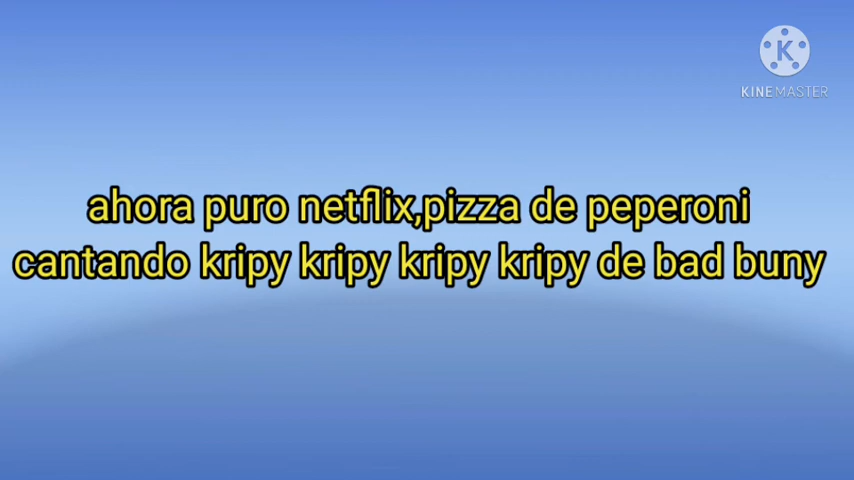 K
KINEMASTER
ahora puro netflix,pizza de peperoni
cantando kripy kripy kripy kripy de bad buny